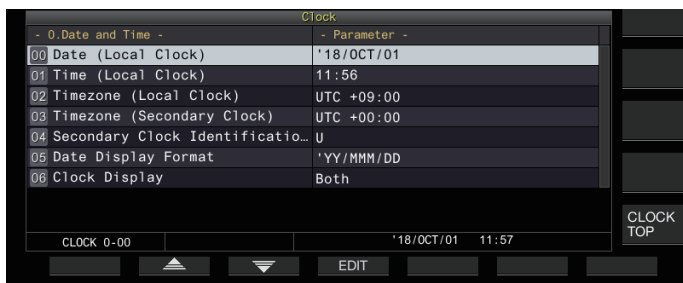 Clock
- 0.Date and Time - - Parameter -
00 Date (Local Clock) '18/OCT/01
01 Time (Local Clock) 11:56
02 Timezone (Local Clock) UTC +09:00
03 Timezone (Secondary Clock) UTC +00:00
04 Secondary Clock Identificatio… U
05 Date Display Format 'YY/MMM/DD
06 Clock Display Both
CLOCK TOP
CLOCK 0-00 '18/OCT/01 11:57
EDIT